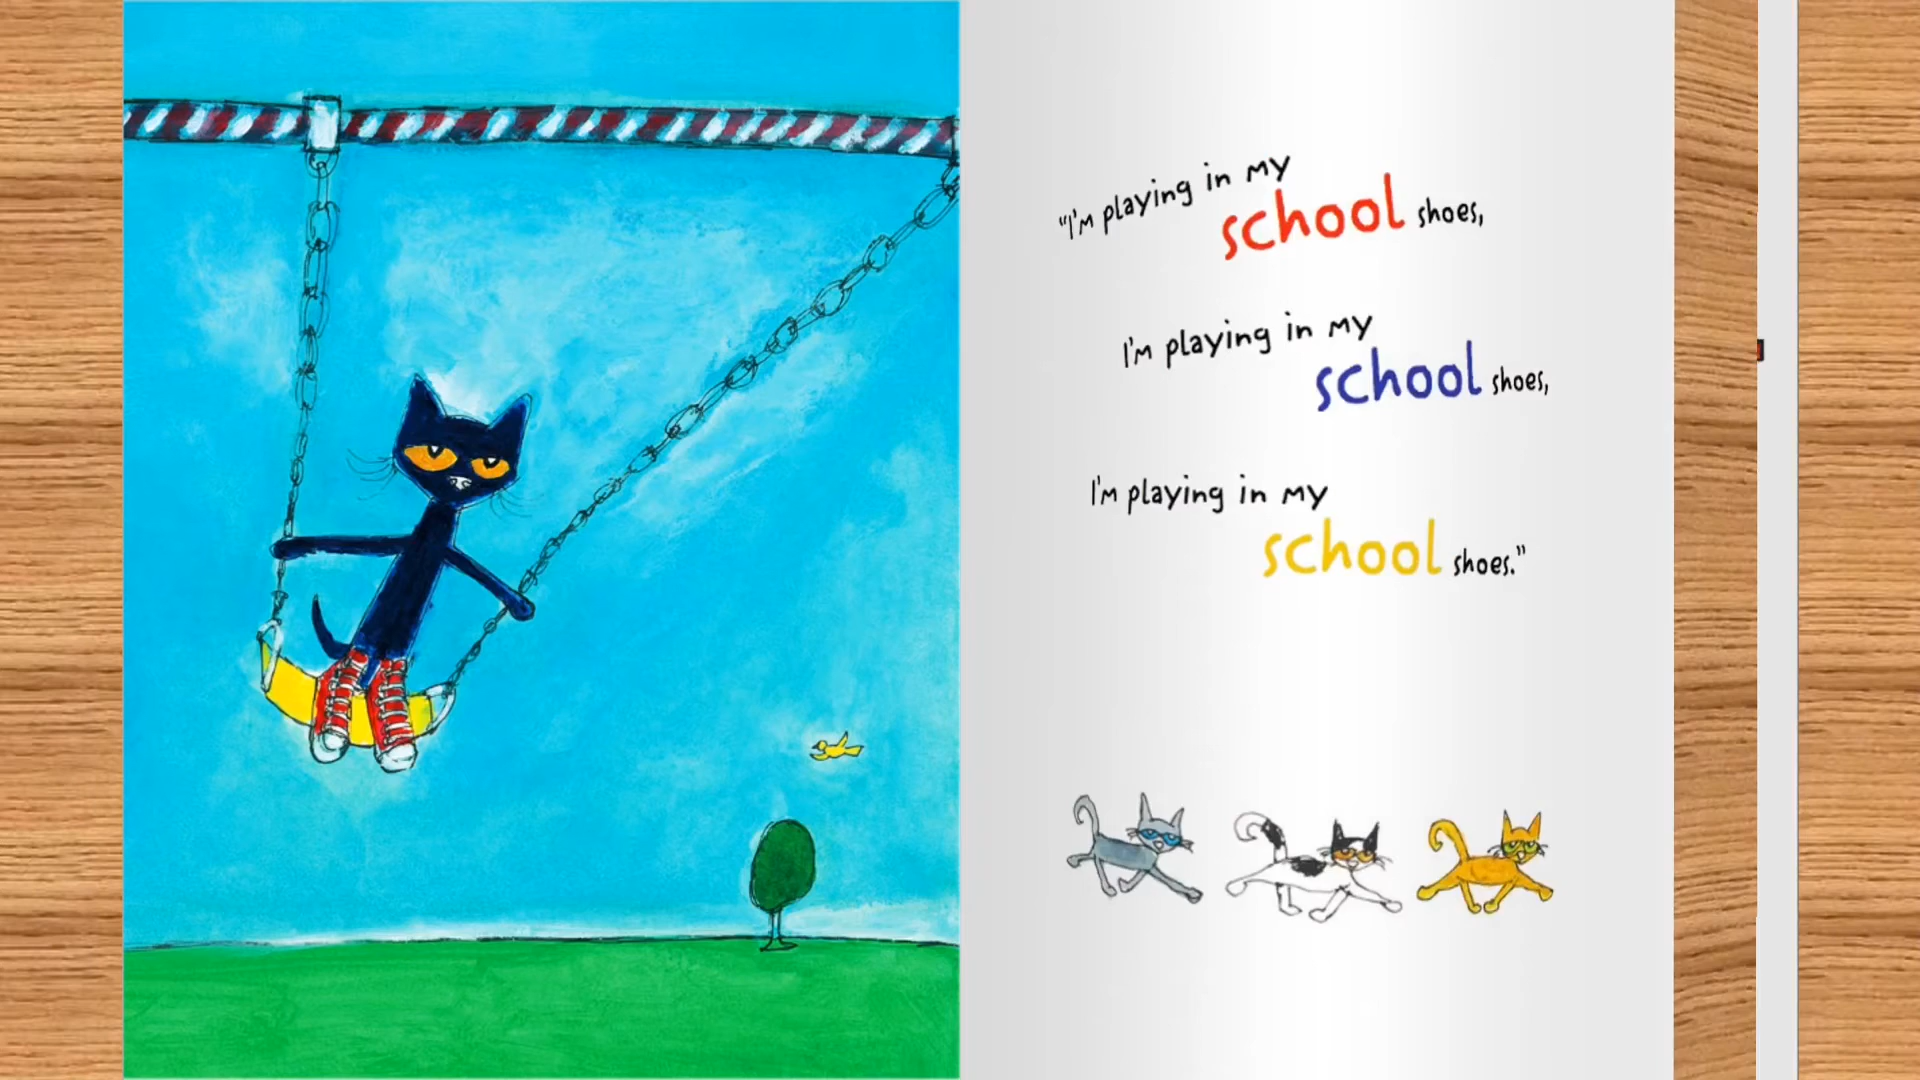 “I'm playing in my
school shoes,
I'm playing in my
school shoes,
I'm playing in my
school shoes.”